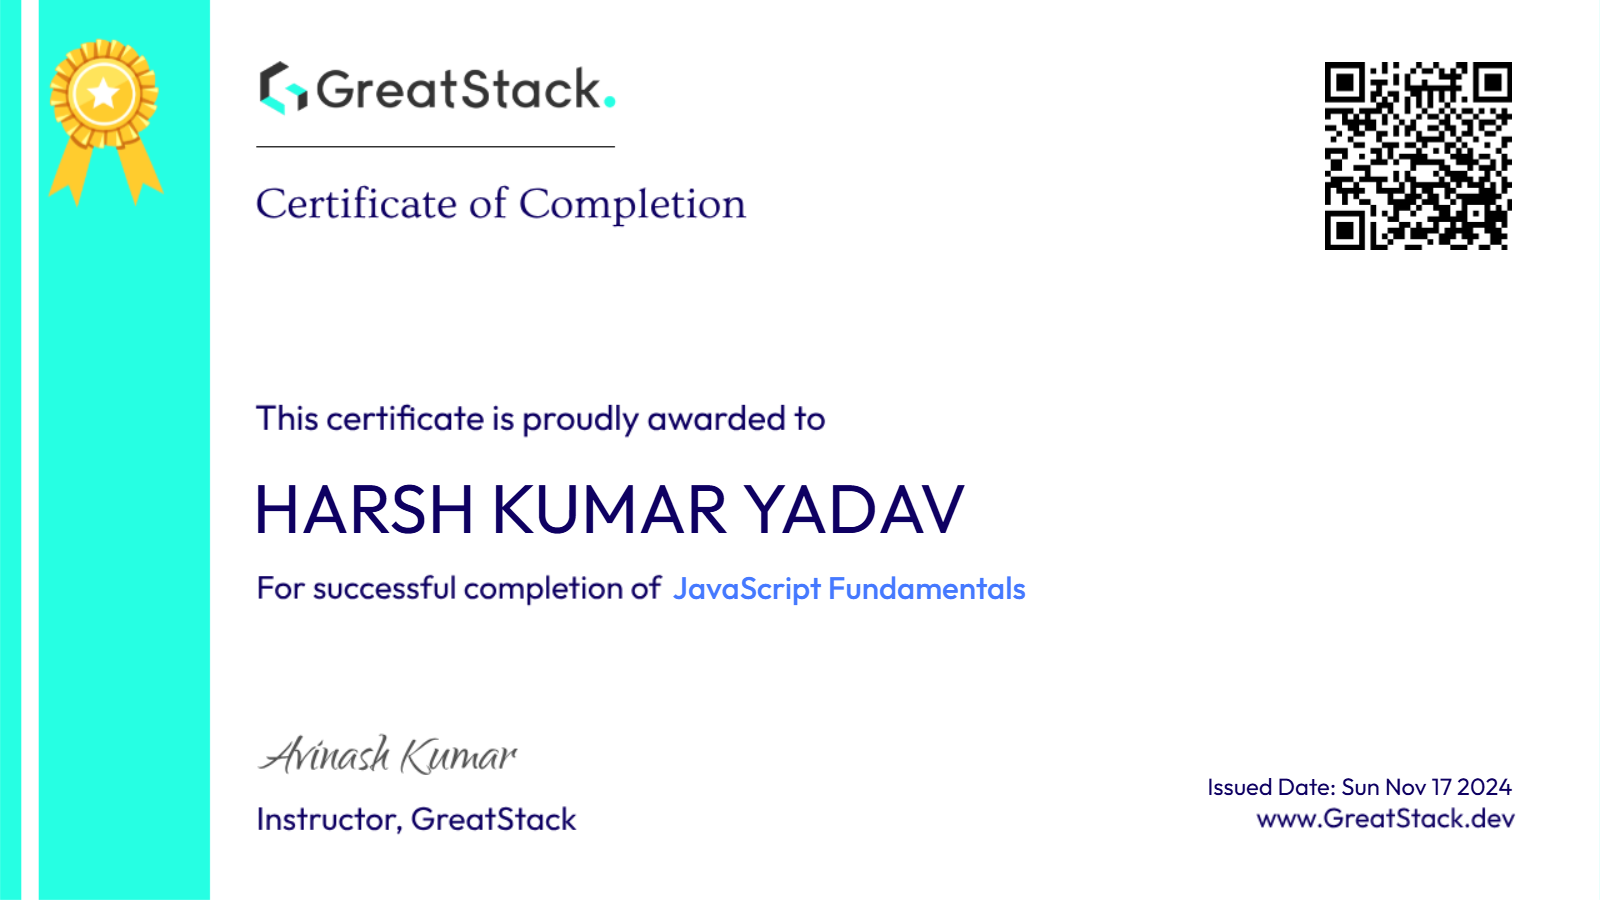 GreatStack.
Certificate of Completion
This certificate is proudly awarded to
HARSH KUMAR YADAV
For successful completion of JavaScript Fundamentals
Avinash Kumar
Instructor, GreatStack
Issued Date: Sun Nov 17 2024
www.GreatStack.dev